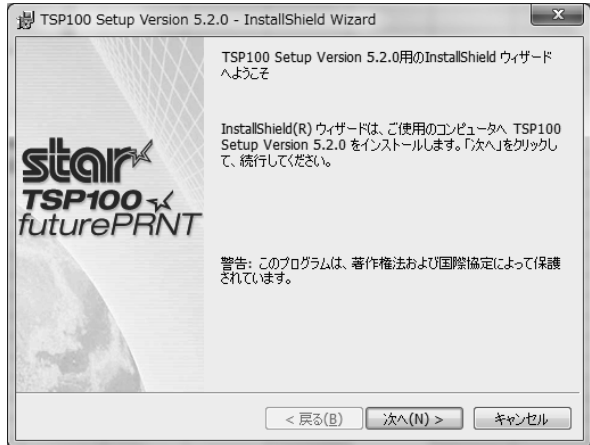 TSP100 Setup Version 5.2.0 - InstallShield Wizard
TSP100 Setup Version 5.2.0用のInstallShield ウィザード
へようこそ
InstallShield(R) ウィザードは、ご使用のコンピュータへ TSP100
Setup Version 5.2.0 をインストールします。「次へ」をクリックし
て、続行してください。
star
TSP100
futurePRNT
警告: このプログラムは、著作権法および国際協定によって保護
されています。
< 戻る(B)
次へ(N) >
キャンセル